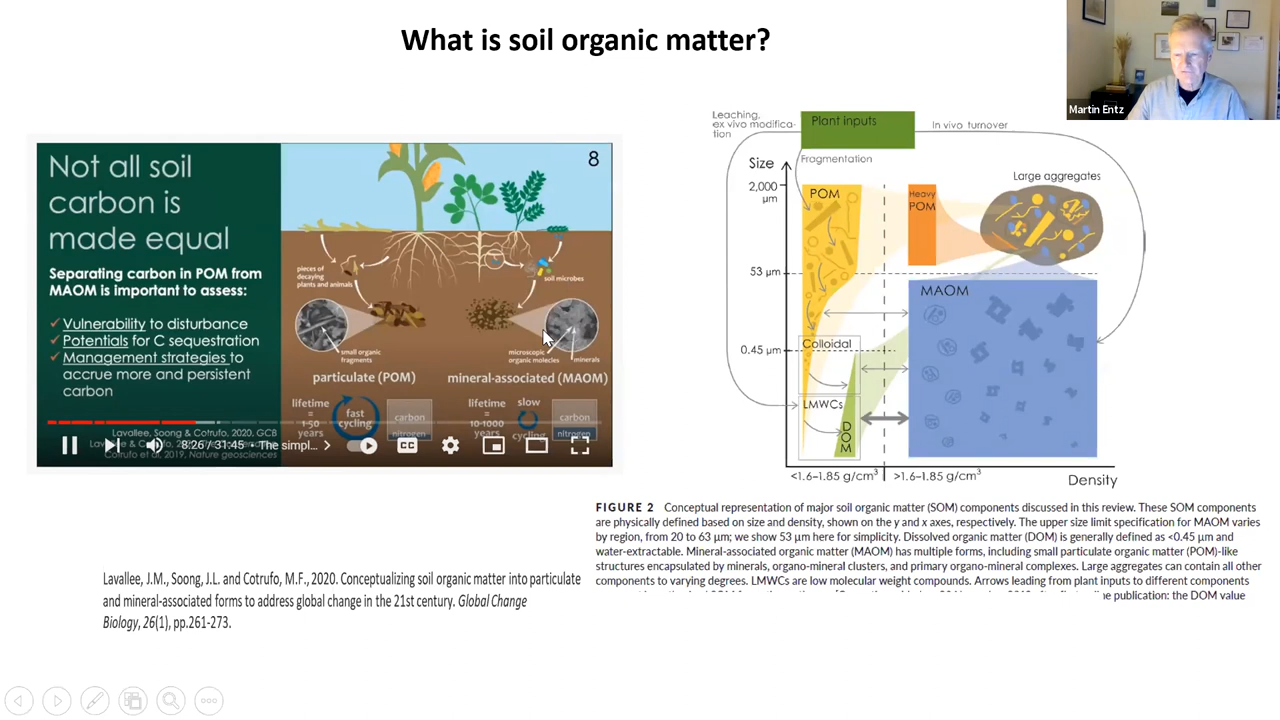 What is soil organic matter?
Martin Entz
Not all soil
carbon is
made equal
Separating carbon in POM from
MAOM is important to assess:
✓ Vulnerability to disturbance
✓ Potentials for C sequestration
✓ Management strategies to
accrue more and persistent
carbon
Lavallee, Soong & Cotrufo, 2020, GCB
Cotrufo et al, 2019, Nature geosciences
8
pieces of
decaying
plants and animals
soil microbes
small organic
fragments
microscopic
organic molecules
minerals
particulate (POM)
mineral-associated (MAOM)
lifetime
=
1-50
years
fast
cycling
carbon
nitrogen
lifetime
=
10-1000
years
slow
cycling
carbon
nitrogen
8:26 / 31:45 • The simpl...
CC
Leaching,
ex vivo modifica-
tion
Plant inputs
In vivo turnover
Fragmentation
Size
2,000
µm
53 µm
0.45 µm
POM
Heavy
POM
Large aggregates
MAOM
Colloidal
LMWCs
DOM
<1.6–1.85 g/cm³
>1.6–1.85 g/cm³
Density
FIGURE 2 Conceptual representation of major soil organic matter (SOM) components discussed in this review. These SOM components
are physically defined based on size and density, shown on the y and x axes, respectively. The upper size limit specification for MAOM varies
by region, from 20 to 63 µm; we show 53 µm here for simplicity. Dissolved organic matter (DOM) is generally defined as <0.45 µm and
water-extractable. Mineral-associated organic matter (MAOM) has multiple forms, including small particulate organic matter (POM)-like
structures encapsulated by minerals, organo-mineral clusters, and primary organo-mineral complexes. Large aggregates can contain all other
components to varying degrees. LMWCs are low molecular weight compounds. Arrows leading from plant inputs to different components
publication: the DOM value
Lavallee, J.M., Soong, J.L. and Cotrufo, M.F., 2020. Conceptualizing soil organic matter into particulate
and mineral-associated forms to address global change in the 21st century. Global Change
Biology, 26(1), pp.261-273.